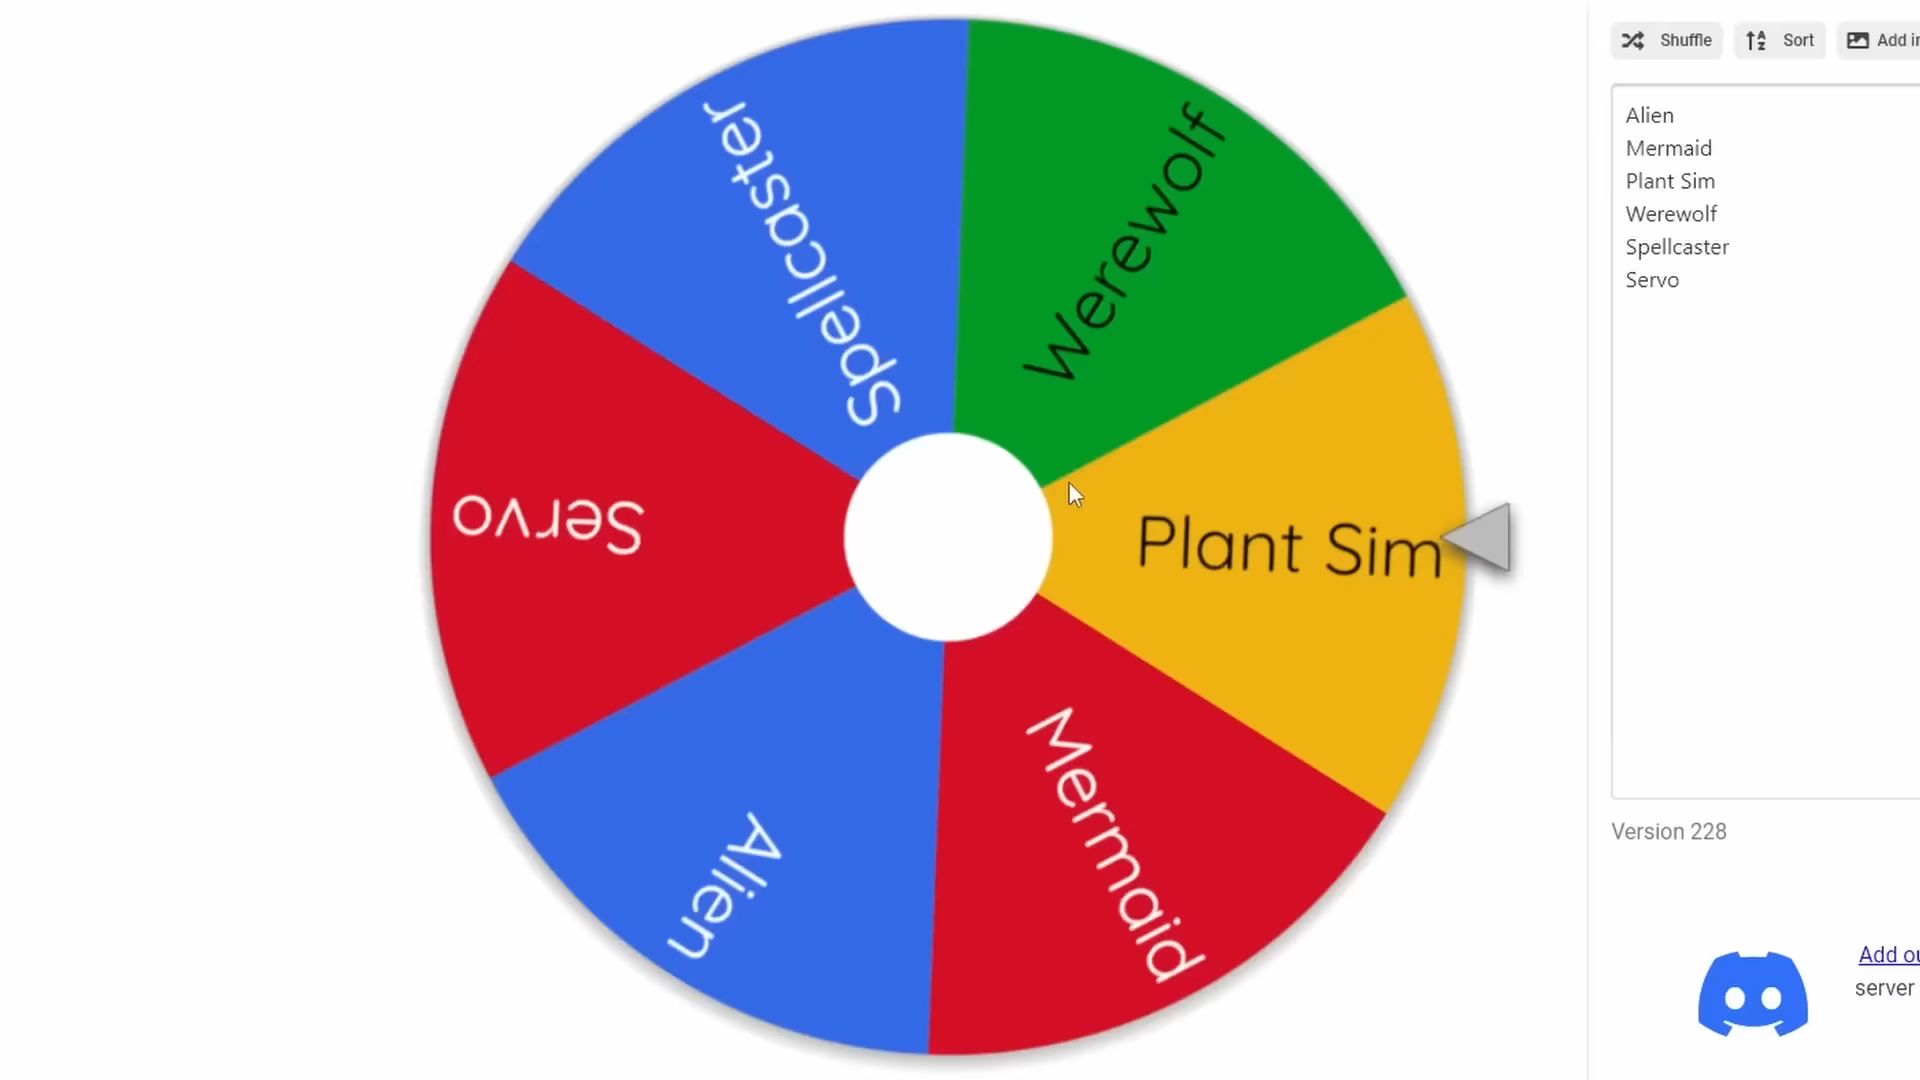 Shuffle
Sort
Add i
Alien
Mermaid
Plant Sim
Werewolf
Spellcaster
Servo
Spellcaster
Werewolf
Servo
Plant Sim
Alien
Mermaid
Version 228
Add ou
server